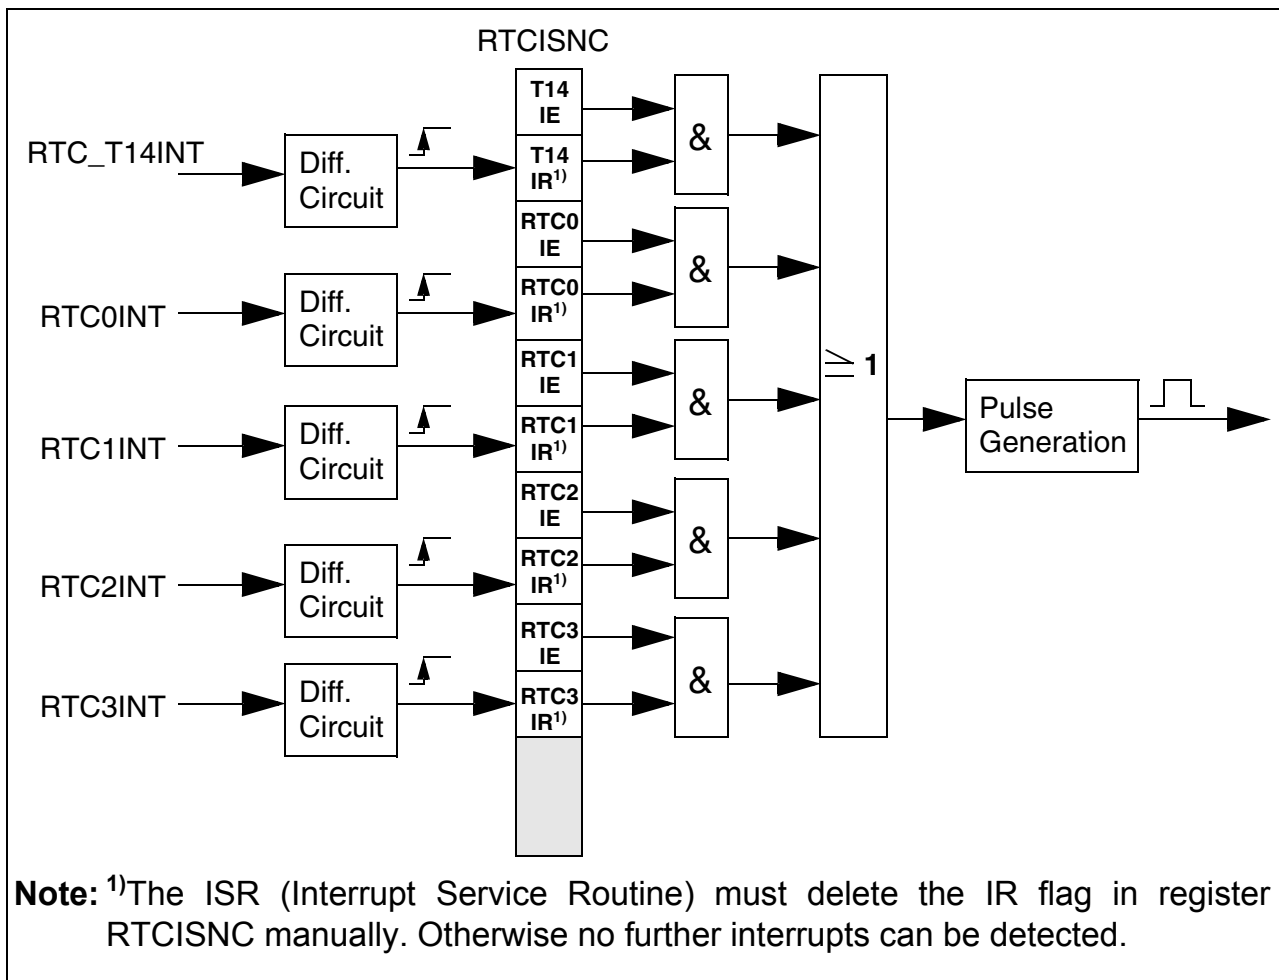 RTCISNC
T14
IE
RTC_T14INT
Diff.
Circuit
T14
IR¹⁾
&
RTC0
IE
RTC0INT
Diff.
Circuit
RTC0
IR¹⁾
&
RTC1
IE
RTC1INT
Diff.
Circuit
RTC1
IR¹⁾
&
≥ 1
Pulse
Generation
RTC2
IE
RTC2INT
Diff.
Circuit
RTC2
IR¹⁾
&
RTC3
IE
RTC3INT
Diff.
Circuit
RTC3
IR¹⁾
&
Note: ¹⁾The ISR (Interrupt Service Routine) must delete the IR flag in register
RTCISNC manually. Otherwise no further interrupts can be detected.